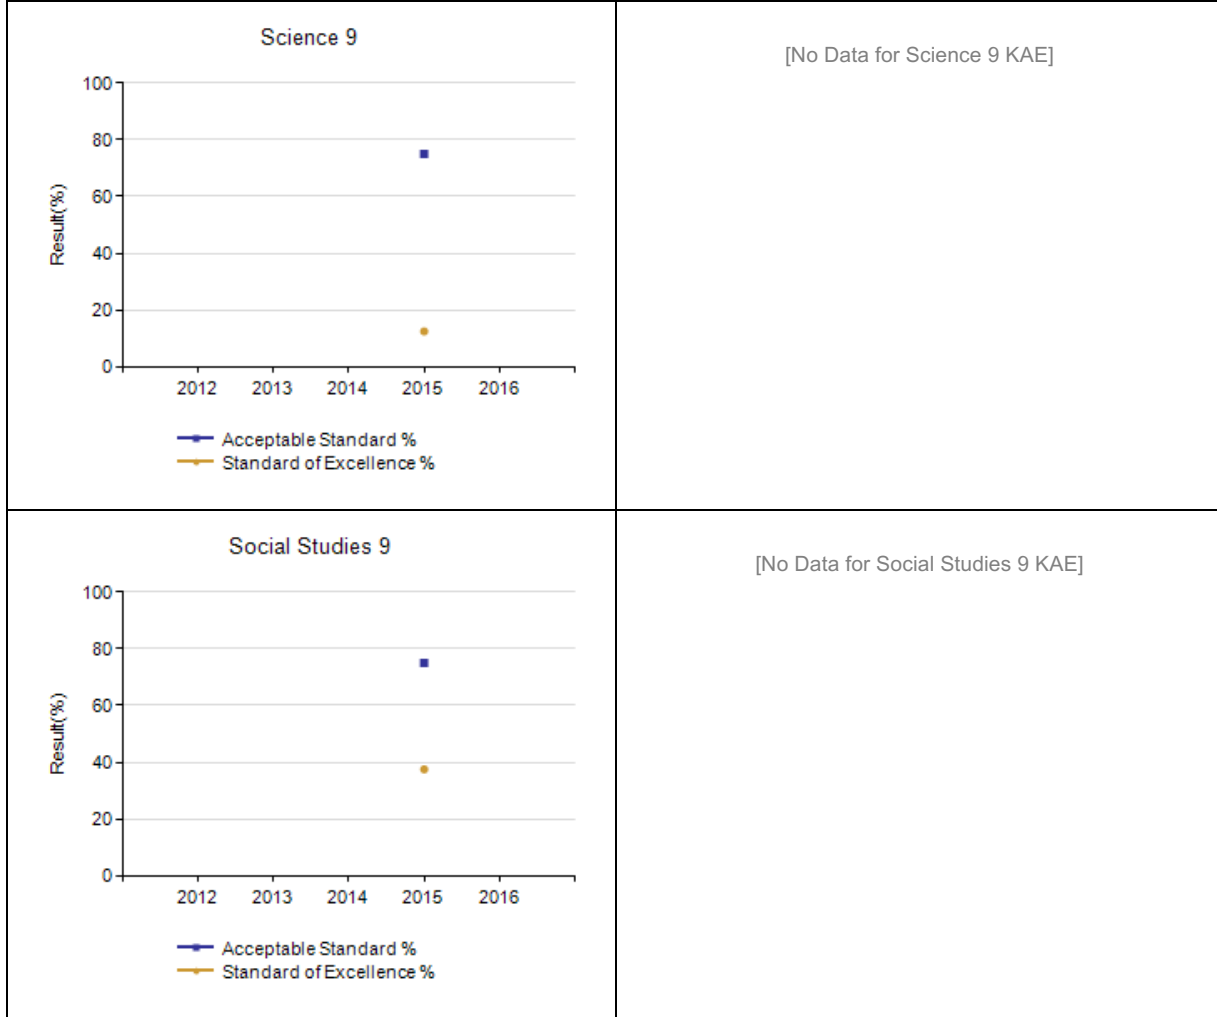 Science 9
100
80
60
40
20
0
Result(%)
2012 2013 2014 2015 2016
Acceptable Standard %
Standard of Excellence %
[No Data for Science 9 KAE]
Social Studies 9
100
80
60
40
20
0
Result(%)
2012 2013 2014 2015 2016
Acceptable Standard %
Standard of Excellence %
[No Data for Social Studies 9 KAE]